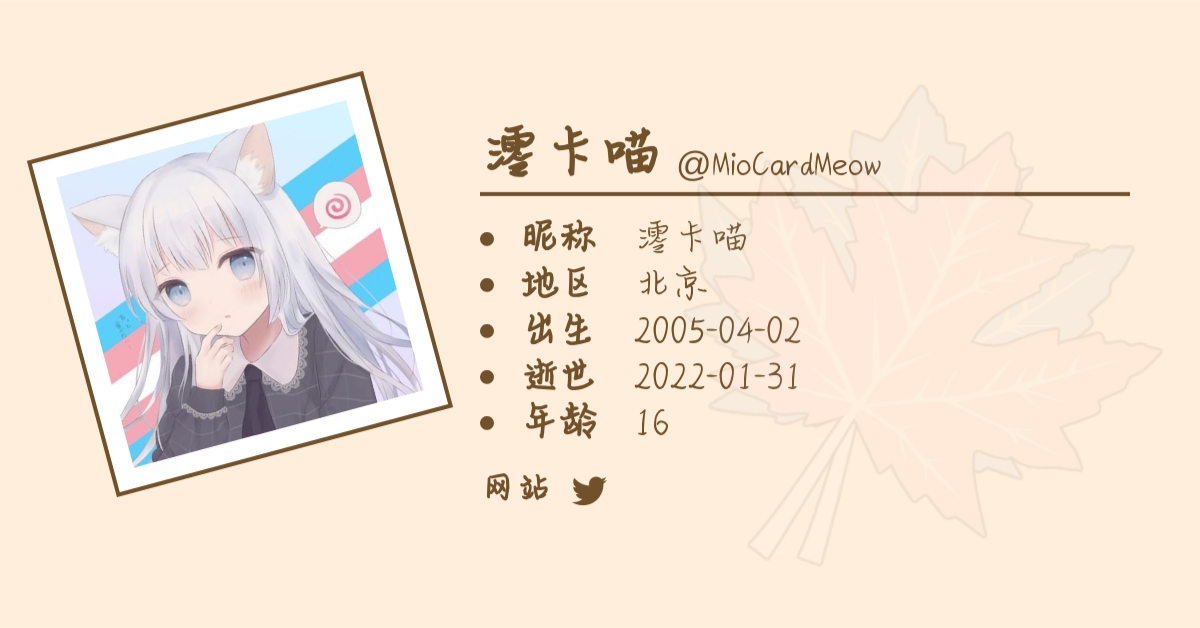 澪卡喵 @MioCardMeow
昵称 澪卡喵
地区 北京
出生 2005-04-02
逝世 2022-01-31
年龄 16
网站